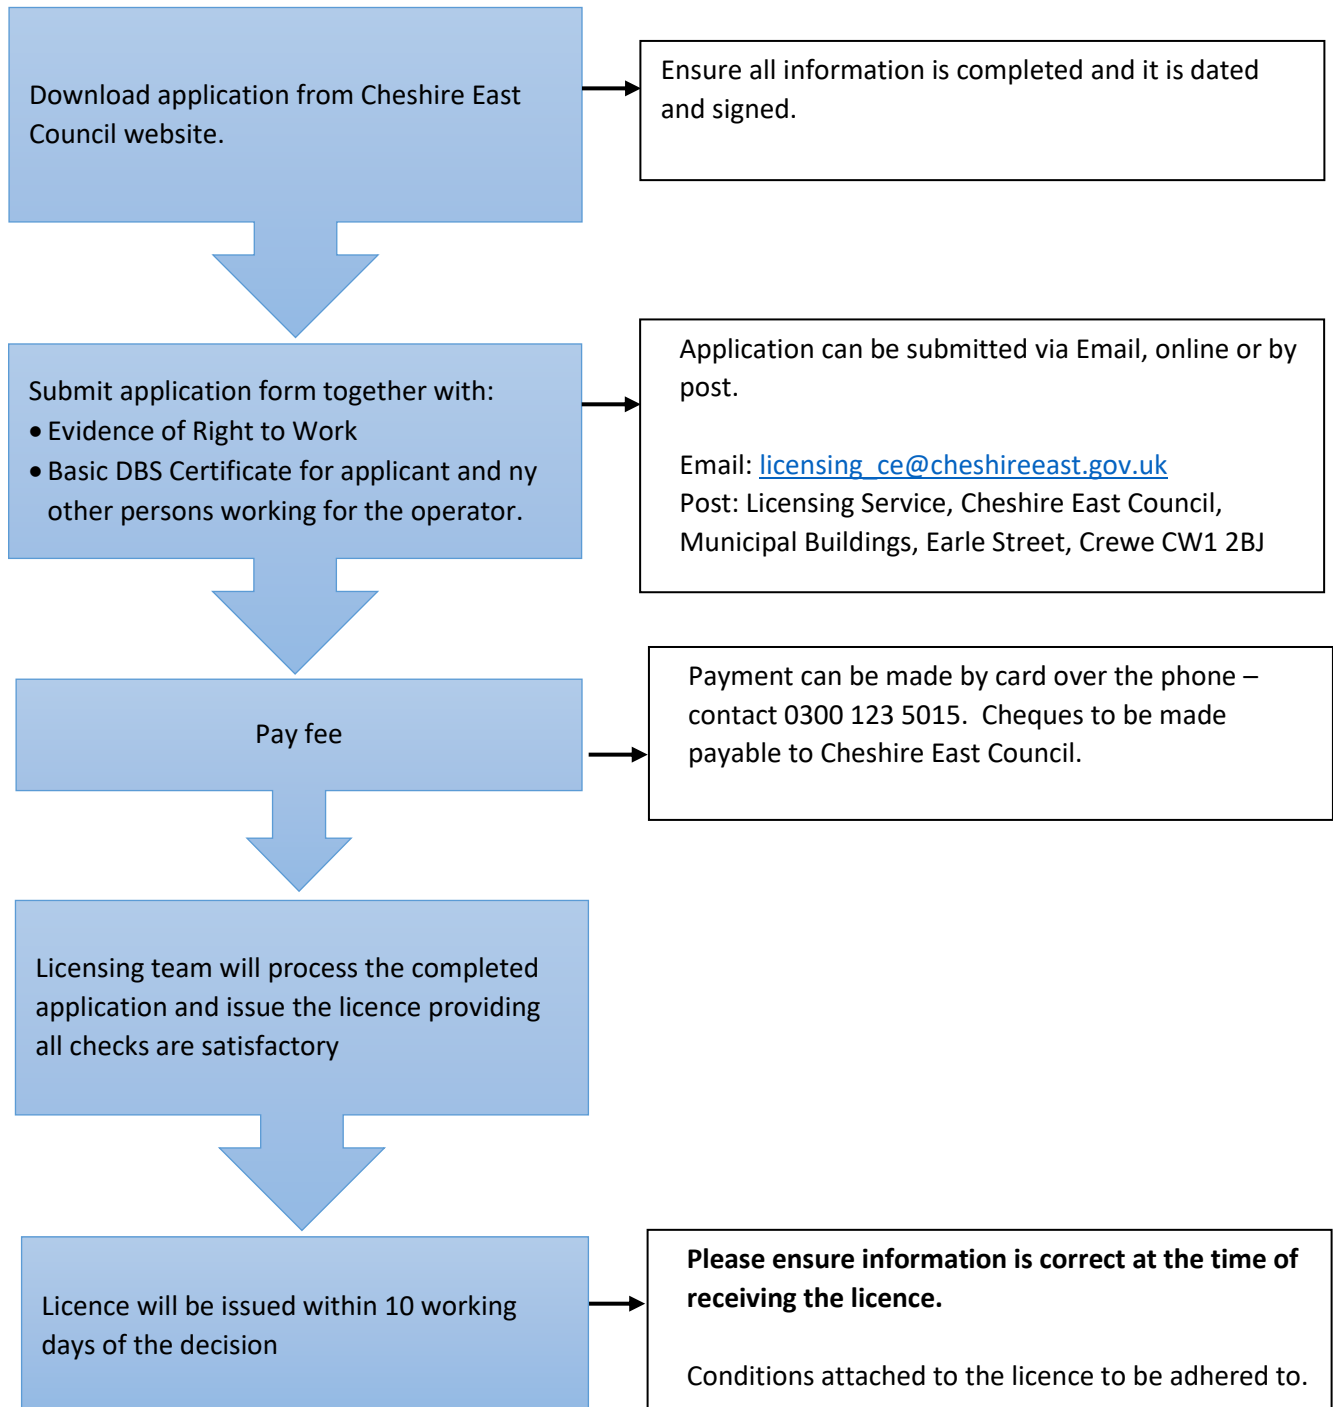 Download application from Cheshire East
Council website.
Ensure all information is completed and it is dated
and signed.
Submit application form together with:
• Evidence of Right to Work
• Basic DBS Certificate for applicant and ny
other persons working for the operator.
Application can be submitted via Email, online or by
post.
Email: licensing_ce@cheshireeast.gov.uk
Post: Licensing Service, Cheshire East Council,
Municipal Buildings, Earle Street, Crewe CW1 2BJ
Pay fee
Payment can be made by card over the phone –
contact 0300 123 5015.  Cheques to be made
payable to Cheshire East Council.
Licensing team will process the completed
application and issue the licence providing
all checks are satisfactory
Licence will be issued within 10 working
days of the decision
Please ensure information is correct at the time of
receiving the licence.
Conditions attached to the licence to be adhered to.